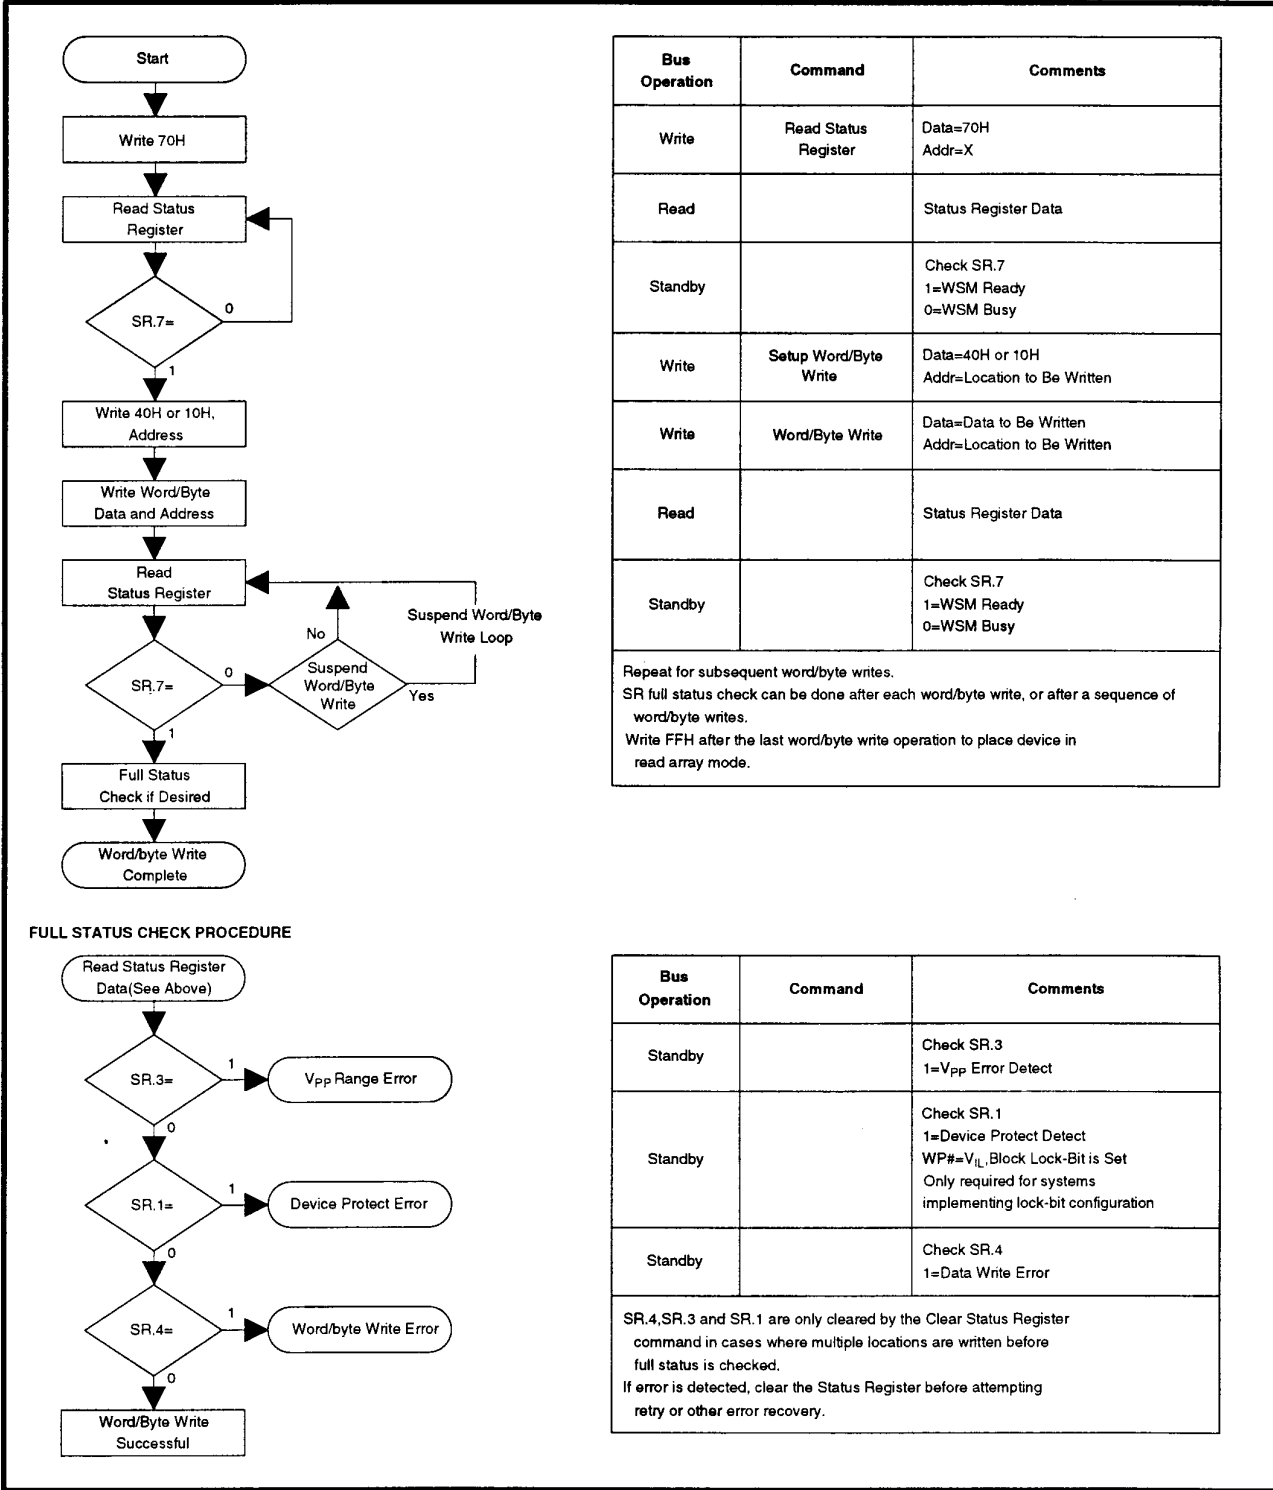 Start
Write 70H
Read Status
Register
SR.7=
0
1
Write 40H or 10H,
Address
Write Word/Byte
Data and Address
Read
Status Register
Suspend Word/Byte
Write Loop
No
SR.7=
0
Suspend
Word/Byte
Write
Yes
1
Full Status
Check if Desired
Word/byte Write
Complete
Bus
Operation
Command
Comments
Write
Read Status
Register
Data=70H
Addr=X
Read
Status Register Data
Standby
Check SR.7
1=WSM Ready
0=WSM Busy
Write
Setup Word/Byte
Write
Data=40H or 10H
Addr=Location to Be Written
Write
Word/Byte Write
Data=Data to Be Written
Addr=Location to Be Written
Read
Status Register Data
Standby
Check SR.7
1=WSM Ready
0=WSM Busy
Repeat for subsequent word/byte writes.
SR full status check can be done after each word/byte write, or after a sequence of
word/byte writes.
Write FFH after the last word/byte write operation to place device in
read array mode.
FULL STATUS CHECK PROCEDURE
Read Status Register
Data(See Above)
SR.3=
1
VPP Range Error
0
SR.1=
1
Device Protect Error
0
SR.4=
1
Word/byte Write Error
0
Word/Byte Write
Successful
Bus
Operation
Command
Comments
Standby
Check SR.3
1=VPP Error Detect
Standby
Check SR.1
1=Device Protect Detect
WP#=VIL,Block Lock-Bit is Set
Only required for systems
implementing lock-bit configuration
Standby
Check SR.4
1=Data Write Error
SR.4,SR.3 and SR.1 are only cleared by the Clear Status Register
command in cases where multiple locations are written before
full status is checked.
If error is detected, clear the Status Register before attempting
retry or other error recovery.